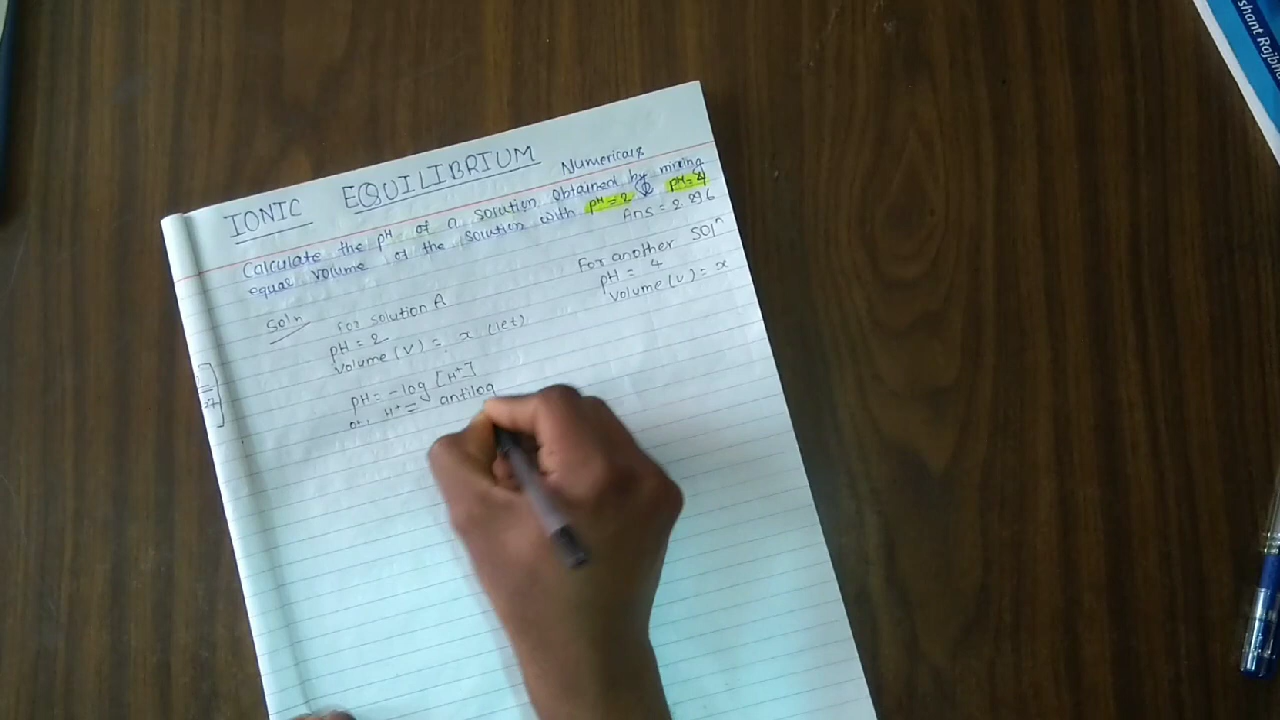 IONIC EQUILIBRIUM Numericals
Calculate the pH of a solution obtained by mixing
equal volume of the solution with pH = 2 & pH = 4
Ans = 2.296
Soln
For solution A
pH = 2
Volume (V) = x (let)
For another soln
pH = 4
Volume (V) = x
pH = -log [H+]
or, H+ = antilog
shant Rajbh